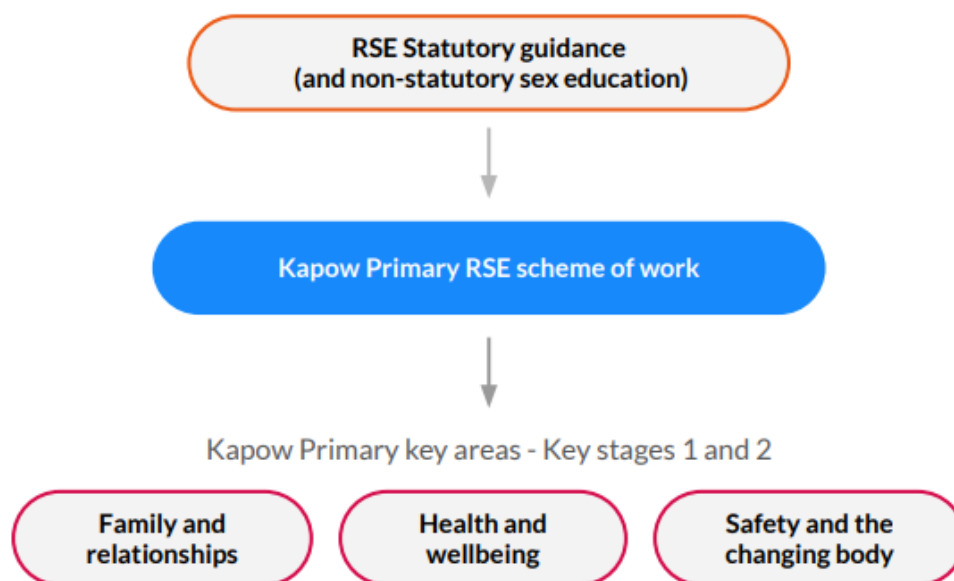 RSE Statutory guidance
(and non-statutory sex education)
Kapow Primary RSE scheme of work
Kapow Primary key areas - Key stages 1 and 2
Family and
relationships
Health and
wellbeing
Safety and the
changing body